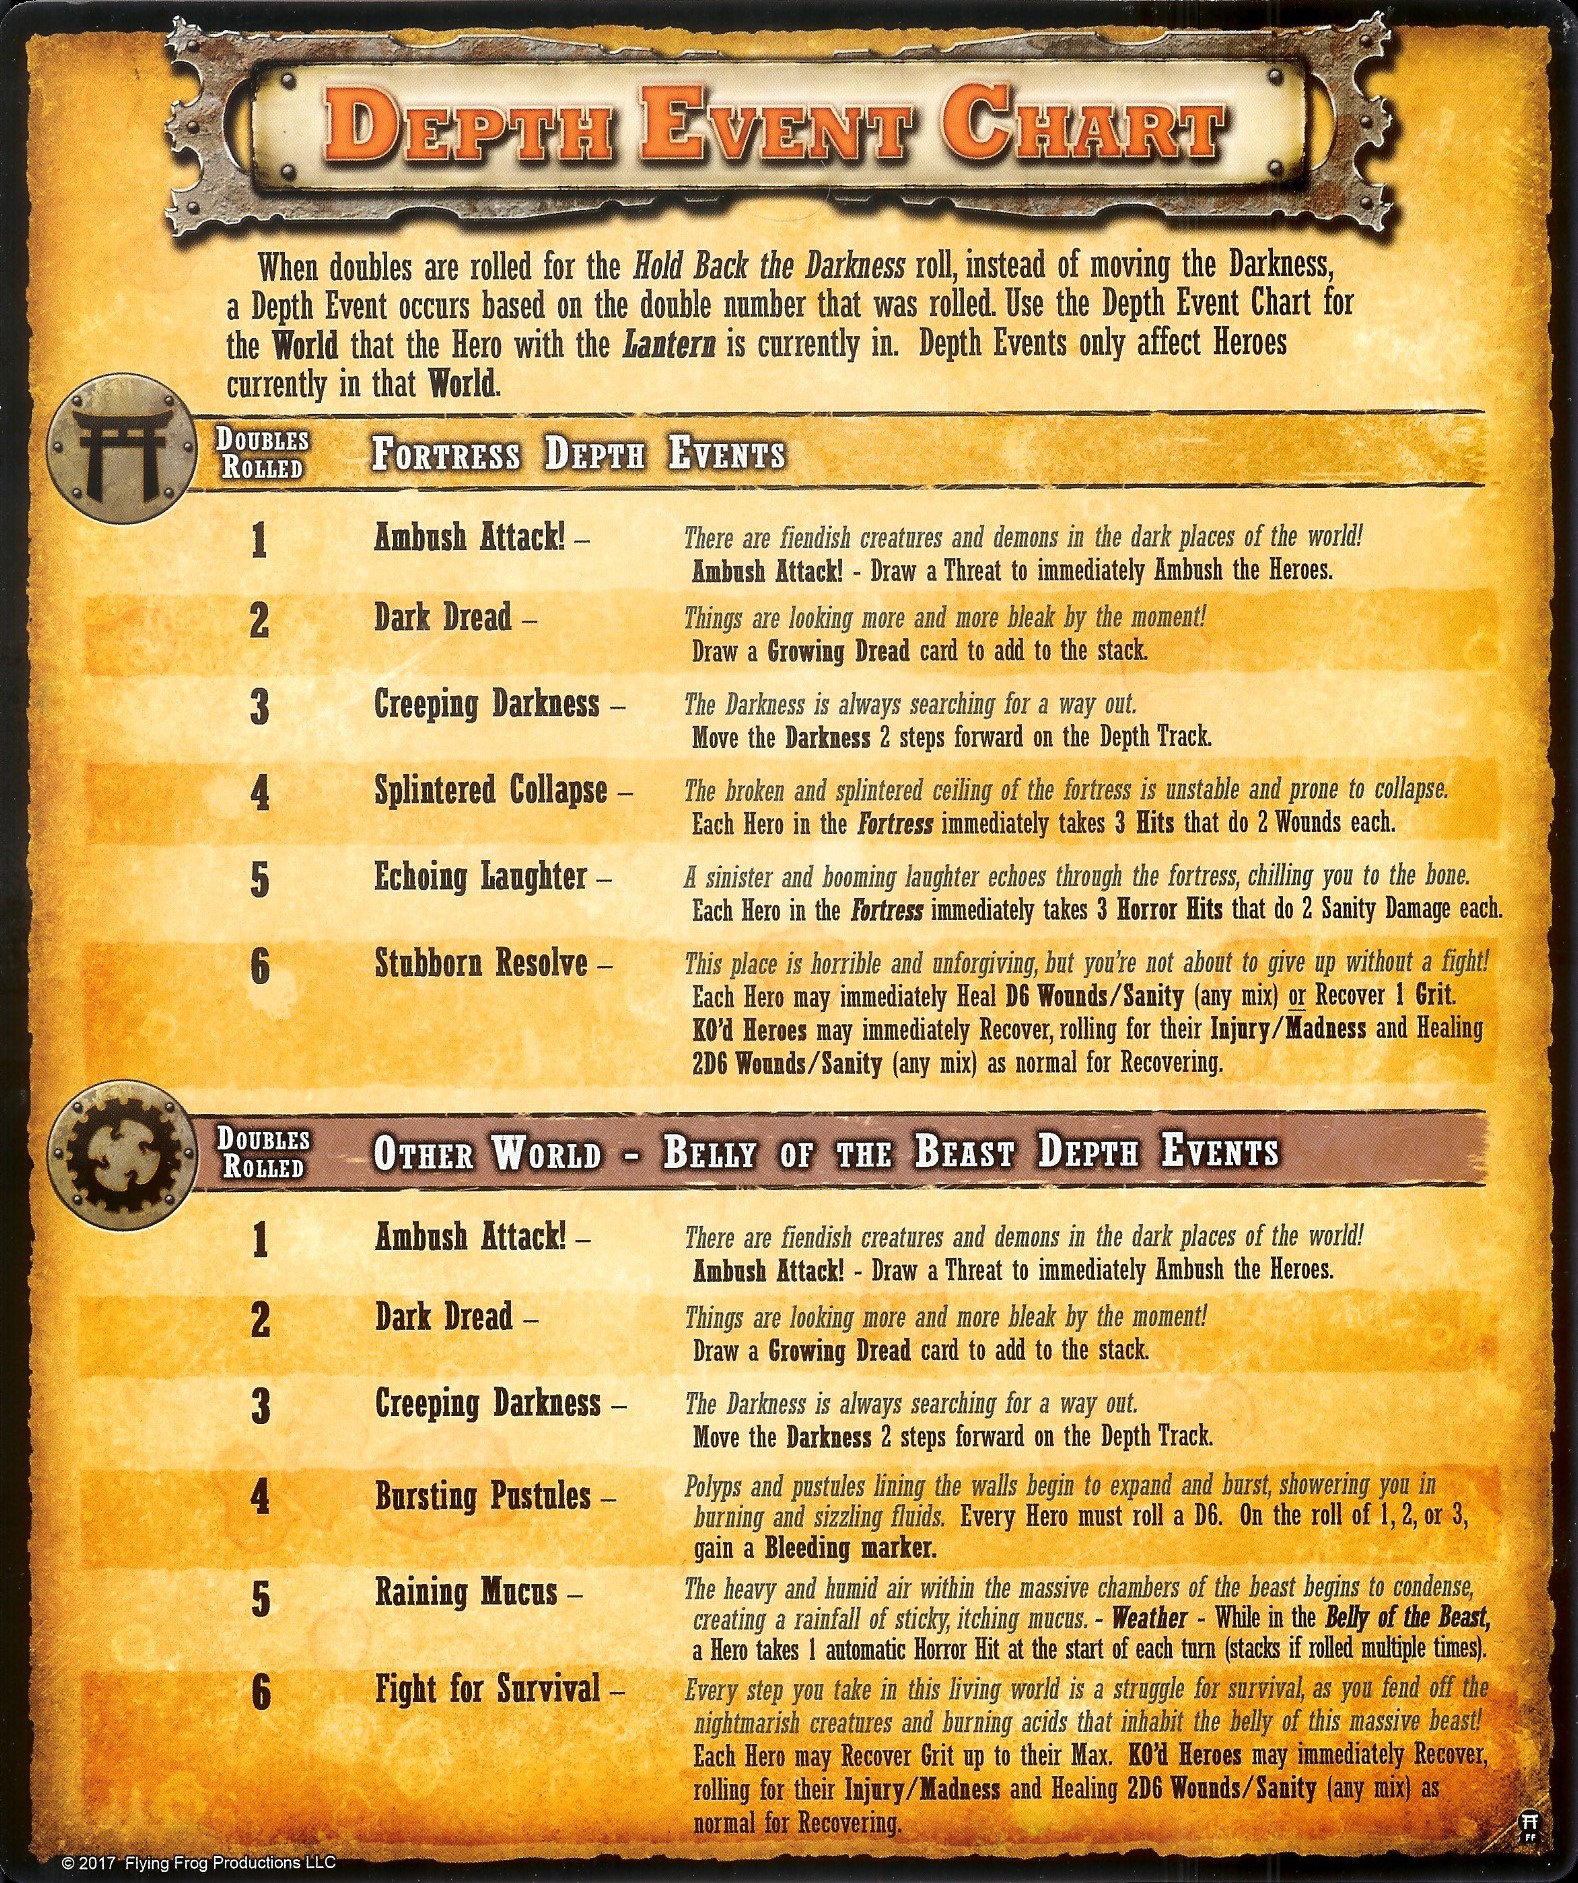 DEPTH EVENT CHART
When doubles are rolled for the Hold Back the Darkness roll, instead of moving the Darkness,
a Depth Event occurs based on the double number that was rolled. Use the Depth Event Chart for
the World that the Hero with the Lantern is currently in. Depth Events only affect Heroes
currently in that World.
DOUBLES ROLLED FORTRESS DEPTH EVENTS
1 Ambush Attack! – There are fiendish creatures and demons in the dark places of the world!
Ambush Attack! - Draw a Threat to immediately Ambush the Heroes.
2 Dark Dread – Things are looking more and more bleak by the moment!
Draw a Growing Dread card to add to the stack.
3 Creeping Darkness – The Darkness is always searching for a way out.
Move the Darkness 2 steps forward on the Depth Track.
4 Splintered Collapse – The broken and splintered ceiling of the fortress is unstable and prone to collapse.
Each Hero in the Fortress immediately takes 3 Hits that do 2 Wounds each.
5 Echoing Laughter – A sinister and booming laughter echoes through the fortress, chilling you to the bone.
Each Hero in the Fortress immediately takes 3 Horror Hits that do 2 Sanity Damage each.
6 Stubborn Resolve – This place is horrible and unforgiving, but you're not about to give up without a fight!
Each Hero may immediately Heal D6 Wounds/Sanity (any mix) or Recover 1 Grit.
KO'd Heroes may immediately Recover, rolling for their Injury/Madness and Healing
2D6 Wounds/Sanity (any mix) as normal for Recovering.
DOUBLES ROLLED OTHER WORLD - BELLY OF THE BEAST DEPTH EVENTS
1 Ambush Attack! – There are fiendish creatures and demons in the dark places of the world!
Ambush Attack! - Draw a Threat to immediately Ambush the Heroes.
2 Dark Dread – Things are looking more and more bleak by the moment!
Draw a Growing Dread card to add to the stack.
3 Creeping Darkness – The Darkness is always searching for a way out.
Move the Darkness 2 steps forward on the Depth Track.
4 Bursting Pustules – Polyps and pustules lining the walls begin to expand and burst, showering you in
burning and sizzling fluids. Every Hero must roll a D6. On the roll of 1, 2, or 3,
gain a Bleeding marker.
5 Raining Mucus – The heavy and humid air within the massive chambers of the beast begins to condense,
creating a rainfall of sticky, itching mucus. - Weather - While in the Belly of the Beast,
a Hero takes 1 automatic Horror Hit at the start of each turn (stacks if rolled multiple times).
6 Fight for Survival – Every step you take in this living world is a struggle for survival, as you fend off the
nightmarish creatures and burning acids that inhabit the belly of this massive beast!
Each Hero may Recover Grit up to their Max. KO'd Heroes may immediately Recover,
rolling for their Injury/Madness and Healing 2D6 Wounds/Sanity (any mix) as
normal for Recovering.
© 2017 Flying Frog Productions LLC
FF